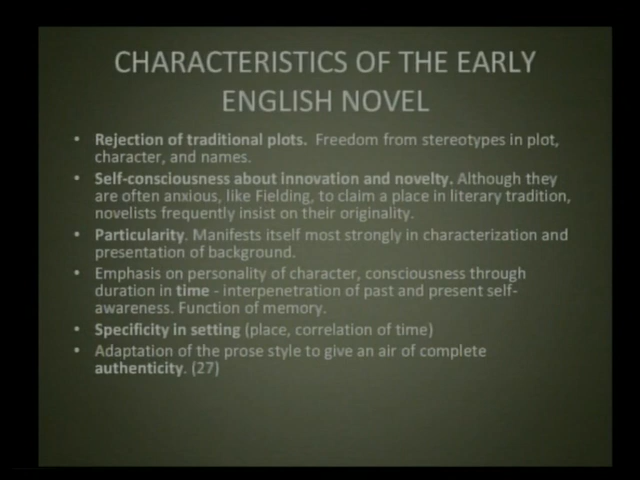 CHARACTERISTICS OF THE EARLY
ENGLISH NOVEL
• Rejection of traditional plots. Freedom from stereotypes in plot,
character, and names.
• Self-consciousness about innovation and novelty. Although they
are often anxious, like Fielding, to claim a place in literary tradition,
novelists frequently insist on their originality.
• Particularity. Manifests itself most strongly in characterization and
presentation of background.
• Emphasis on personality of character, consciousness through
duration in time - interpenetration of past and present self-
awareness. Function of memory.
• Specificity in setting (place, correlation of time)
• Adaptation of the prose style to give an air of complete
authenticity. (27)